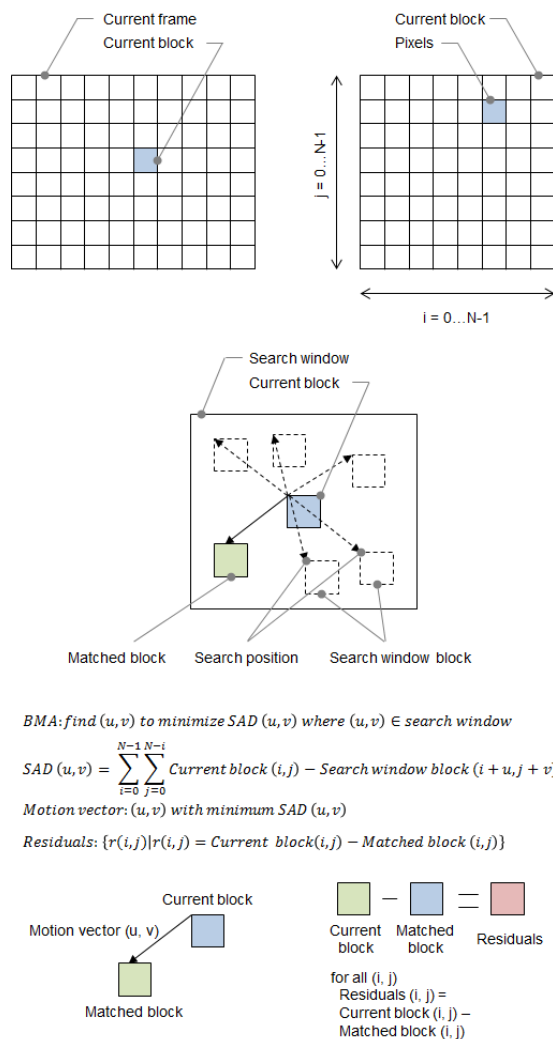 Current frame
Current block
Current block
Pixels
j = 0...N-1
i = 0...N-1
Search window
Current block
Matched block
Search position
Search window block
BMA: find (u, v) to minimize SAD (u, v) where (u, v) ∈ search window
SAD (u, v) = ∑_{i=0}^{N-1} ∑_{j=0}^{N-i} Current block (i, j) − Search window block (i + u, j + v)
Motion vector: (u, v) with minimum SAD (u, v)
Residuals: {r(i, j)|r(i, j) = Current block(i, j) − Matched block (i, j)}
Current block
Motion vector (u, v)
Matched block
Current
block
−
Matched
block
=
Residuals
for all (i, j)
Residuals (i, j) =
Current block (i, j) –
Matched block (i, j)